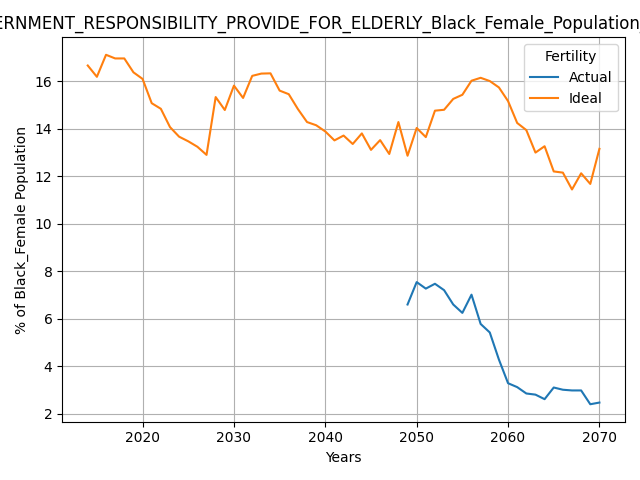 ERNMENT_RESPONSIBILITY_PROVIDE_FOR_ELDERLY_Black_Female_Population_
Fertility
Actual
Ideal
% of Black_Female Population
16
14
12
10
8
6
4
2
2020 2030 2040 2050 2060 2070
Years